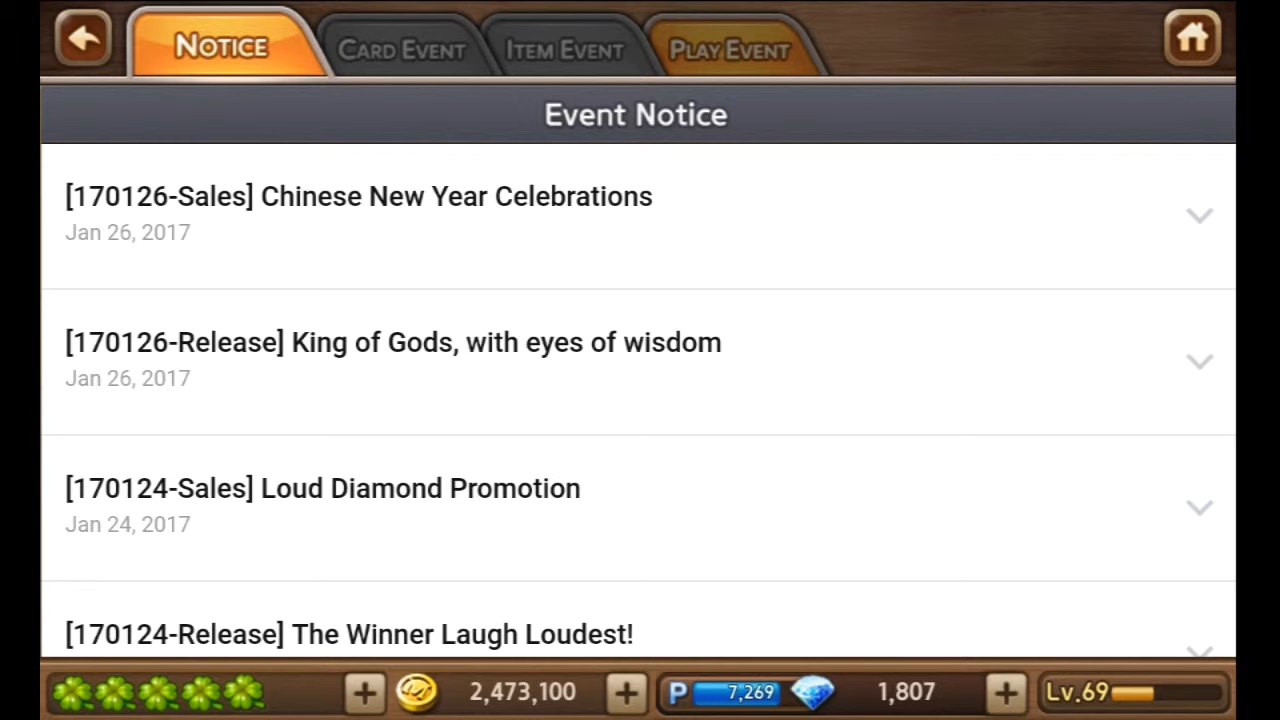 NOTICE
CARD EVENT
ITEM EVENT
PLAY EVENT
Event Notice
[170126-Sales] Chinese New Year Celebrations
Jan 26, 2017
[170126-Release] King of Gods, with eyes of wisdom
Jan 26, 2017
[170124-Sales] Loud Diamond Promotion
Jan 24, 2017
[170124-Release] The Winner Laugh Loudest!
+ 2,473,100 + P 7,269 1,807 + Lv.69